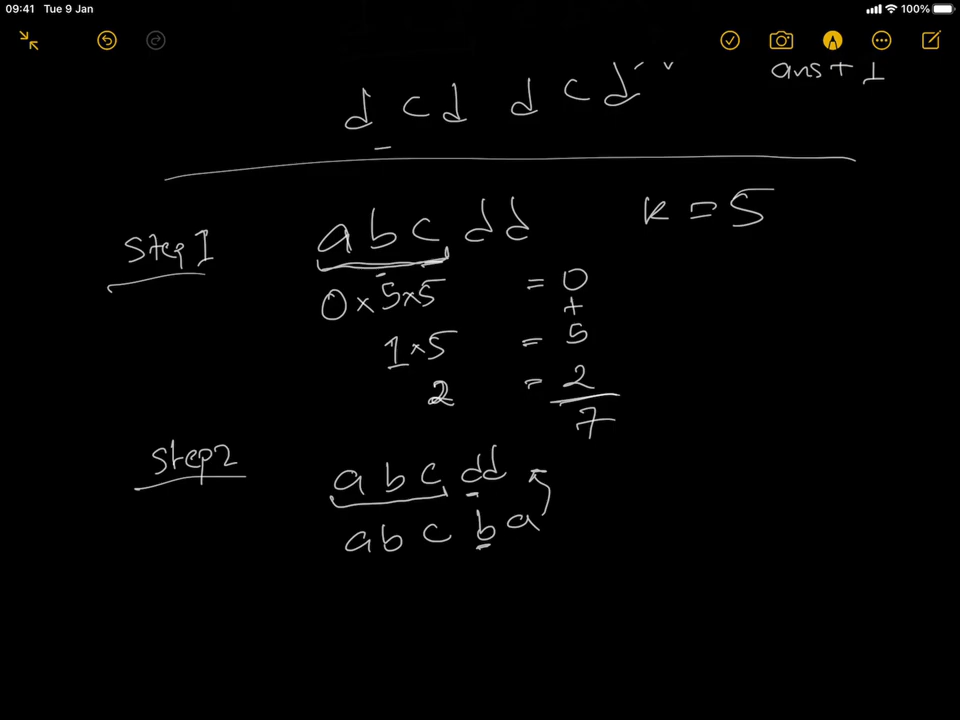 09:41 Tue 9 Jan 100%
ans + 1
d c d d c d
Step 1 a b c d d K = 5
0 × 5 × 5 = 0
+
1 × 5 = 5
2 = 2
7
Step 2 a b c d d
a b c b a